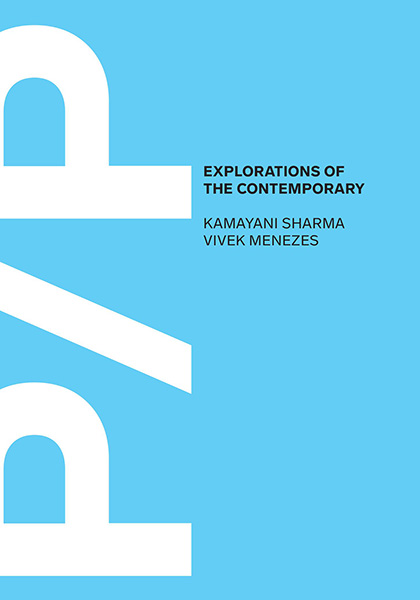 P/P
EXPLORATIONS OF
THE CONTEMPORARY
KAMAYANI SHARMA
VIVEK MENEZES